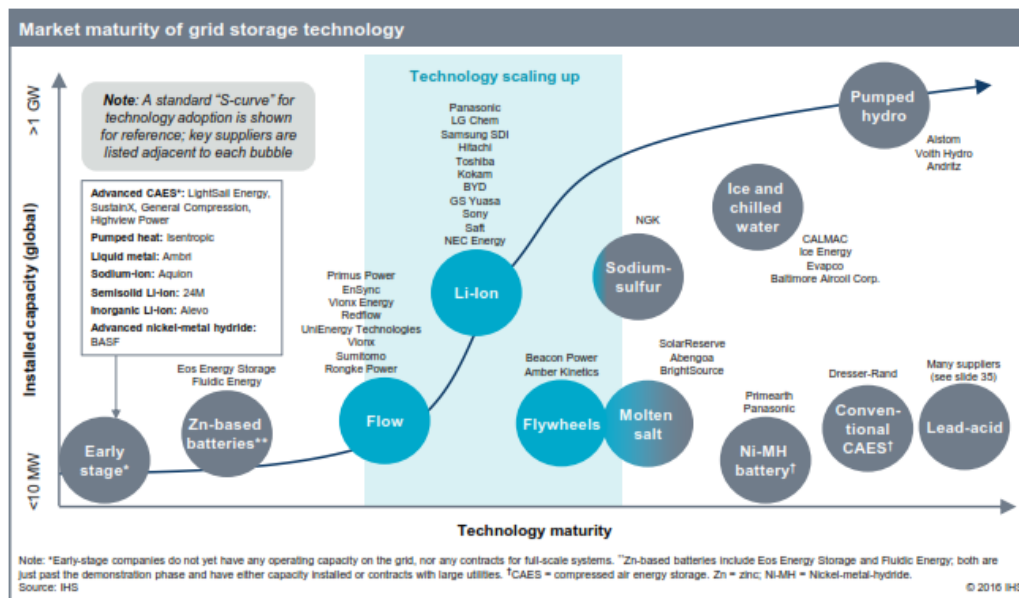 Market maturity of grid storage technology
Technology scaling up
>1 GW
Installed capacity (global)
<10 MW
Note: A standard “S-curve” for
technology adoption is shown
for reference; key suppliers are
listed adjacent to each bubble
Advanced CAES*: LightSail Energy,
SustainX, General Compression,
Highview Power
Pumped heat: Isentropic
Liquid metal: Ambri
Sodium-ion: Aquion
Semisolid Li-ion: 24M
Inorganic Li-ion: Alevo
Advanced nickel-metal hydride:
BASF
Early
stage*
Eos Energy Storage
Fluidic Energy
Zn-based
batteries**
Primus Power
EnSync
Vionx Energy
Redflow
UniEnergy Technologies
Vionx
Sumitomo
Rongke Power
Flow
Panasonic
LG Chem
Samsung SDI
Hitachi
Toshiba
Kokam
BYD
GS Yuasa
Sony
Saft
NEC Energy
Li-Ion
Beacon Power
Amber Kinetics
Flywheels
NGK
Sodium-
sulfur
SolarReserve
Abengoa
BrightSource
Molten
salt
Ice and
chilled
water
CALMAC
Ice Energy
Evapco
Baltimore Aircoil Corp.
Primearth
Panasonic
Ni-MH
battery†
Pumped
hydro
Alstom
Voith Hydro
Andritz
Dresser-Rand
Conven-
tional
CAES†
Many suppliers
(see slide 35)
Lead-acid
Technology maturity
Note: *Early-stage companies do not yet have any operating capacity on the grid, nor any contracts for full-scale systems. **Zn-based batteries include Eos Energy Storage and Fluidic Energy; both are
just past the demonstration phase and have either capacity installed or contracts with large utilities. †CAES = compressed air energy storage. Zn = zinc; Ni-MH = Nickel-metal-hydride.
Source: IHS
© 2016 IHS